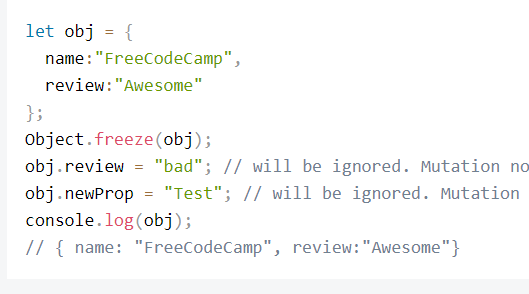 let obj = {
  name:"FreeCodeCamp",
  review:"Awesome"
};
Object.freeze(obj);
obj.review = "bad"; // will be ignored. Mutation no
obj.newProp = "Test"; // will be ignored. Mutation
console.log(obj);
// { name: "FreeCodeCamp", review:"Awesome"}